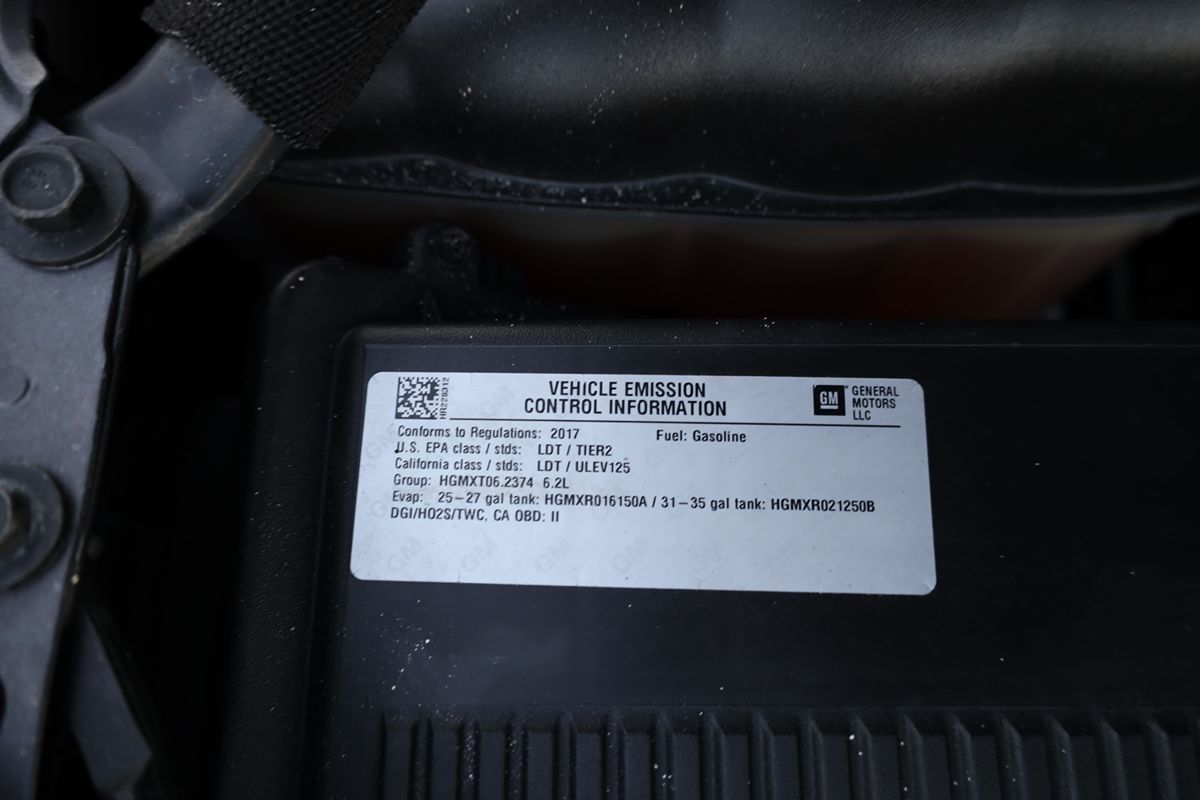 HR228312
VEHICLE EMISSION
CONTROL INFORMATION
GM
GENERAL
MOTORS
LLC
Conforms to Regulations: 2017 Fuel: Gasoline
U.S. EPA class / stds: LDT / TIER2
California class / stds: LDT / ULEV125
Group: HGMXT06.2374 6.2L
Evap: 25-27 gal tank: HGMXR016150A / 31-35 gal tank: HGMXR021250B
DGI/HO2S/TWC, CA OBD: II